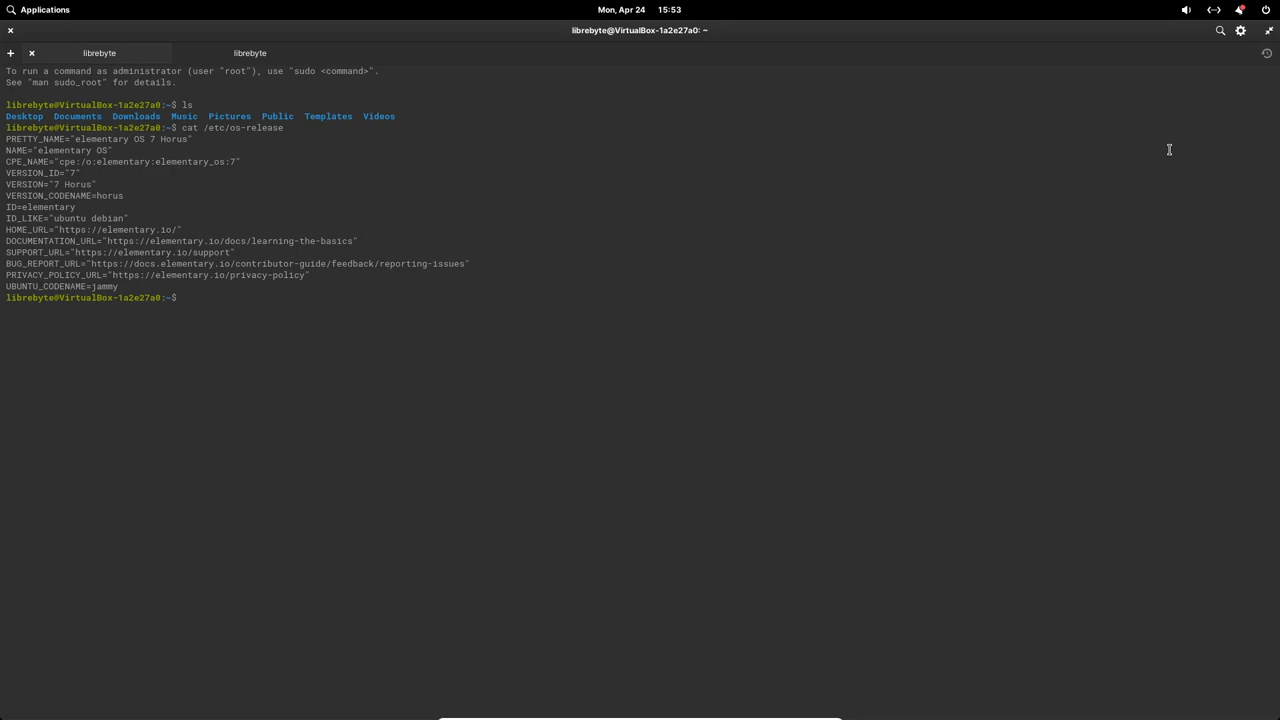 Applications
Mon, Apr 24 15:53
librebyte@VirtualBox-1a2e27a0: ~
librebyte
librebyte
To run a command as administrator (user "root"), use "sudo <command>".
See "man sudo_root" for details.
librebyte@VirtualBox-1a2e27a0:~$ ls
Desktop Documents Downloads Music Pictures Public Templates Videos
librebyte@VirtualBox-1a2e27a0:~$ cat /etc/os-release
PRETTY_NAME="elementary OS 7 Horus"
NAME="elementary OS"
CPE_NAME="cpe:/o:elementary:elementary_os:7"
VERSION_ID="7"
VERSION="7 Horus"
VERSION_CODENAME=horus
ID=elementary
ID_LIKE="ubuntu debian"
HOME_URL="https://elementary.io/"
DOCUMENTATION_URL="https://elementary.io/docs/learning-the-basics"
SUPPORT_URL="https://elementary.io/support"
BUG_REPORT_URL="https://docs.elementary.io/contributor-guide/feedback/reporting-issues"
PRIVACY_POLICY_URL="https://elementary.io/privacy-policy"
UBUNTU_CODENAME=jammy
librebyte@VirtualBox-1a2e27a0:~$